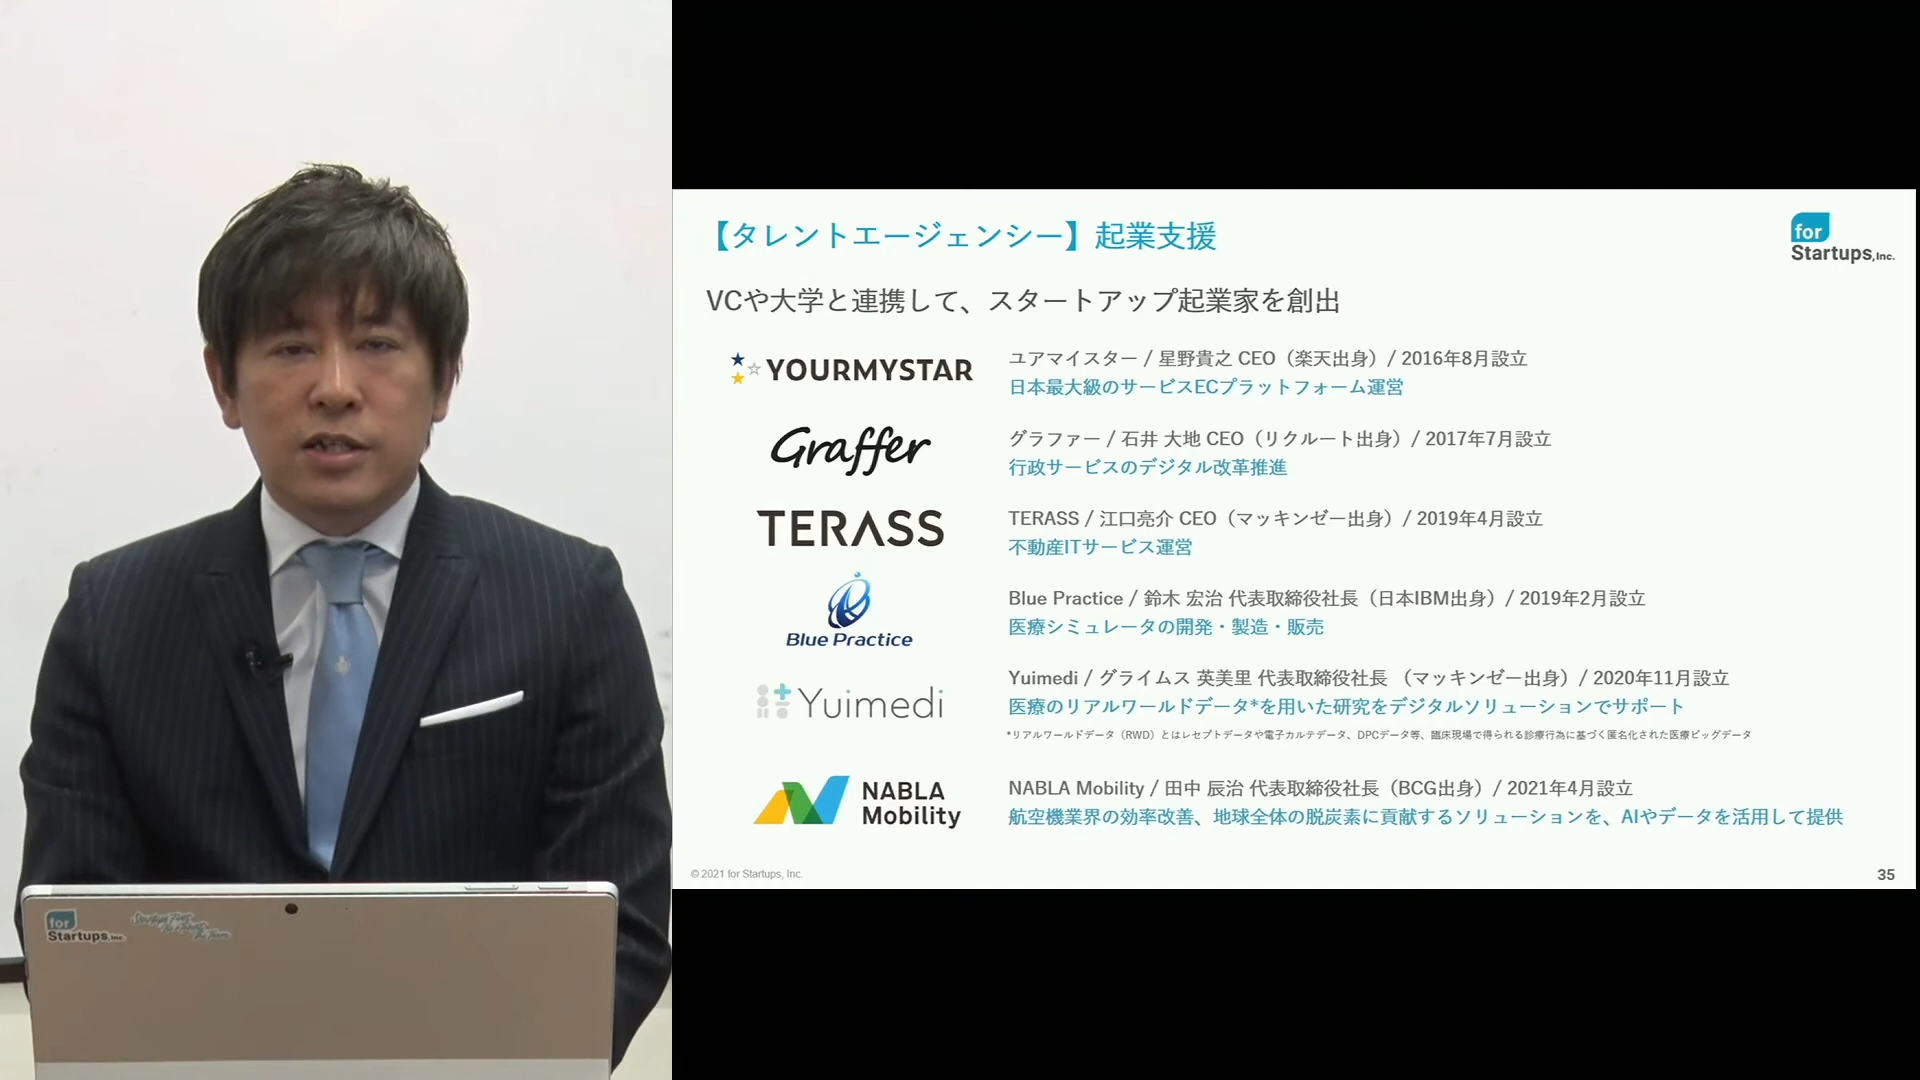 【タレントエージェンシー】起業支援
for
Startups,Inc.
VCや大学と連携して、スタートアップ起業家を創出
YOURMYSTAR
ユアマイスター / 星野貴之 CEO（楽天出身）/ 2016年8月設立
日本最大級のサービスECプラットフォーム運営
Graffer
グラファー / 石井 大地 CEO（リクルート出身）/ 2017年7月設立
行政サービスのデジタル改革推進
TERASS
TERASS / 江口亮介 CEO（マッキンゼー出身）/ 2019年4月設立
不動産ITサービス運営
Blue Practice
Blue Practice / 鈴木 宏治 代表取締役社長（日本IBM出身）/ 2019年2月設立
医療シミュレータの開発・製造・販売
Yuimedi
Yuimedi / グライムス 英美里 代表取締役社長 （マッキンゼー出身）/ 2020年11月設立
医療のリアルワールドデータ*を用いた研究をデジタルソリューションでサポート
*リアルワールドデータ（RWD）とはレセプトデータや電子カルテデータ、DPCデータ等、臨床現場で得られる診療行為に基づく匿名化された医療ビッグデータ
NABLA
Mobility
NABLA Mobility / 田中 辰治 代表取締役社長（BCG出身）/ 2021年4月設立
航空機業界の効率改善、地球全体の脱炭素に貢献するソリューションを、AIやデータを活用して提供
© 2021 for Startups, Inc.
35
for
Startups,Inc.